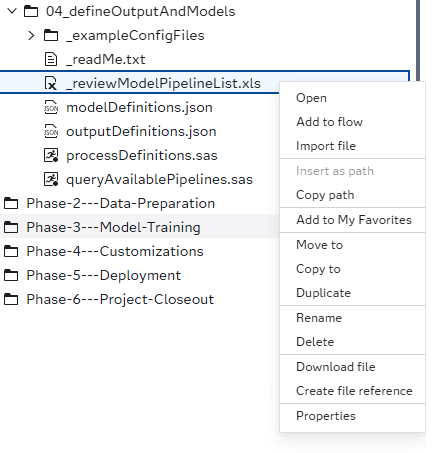 04_defineOutputAndModels
_exampleConfigFiles
_readMe.txt
_reviewModelPipelineList.xls
JSON modelDefinitions.json
JSON outputDefinitions.json
processDefinitions.sas
queryAvailablePipelines.sas
Phase-2---Data-Preparation
Phase-3---Model-Training
Phase-4---Customizations
Phase-5---Deployment
Phase-6---Project-Closeout
Open
Add to flow
Import file
Insert as path
Copy path
Add to My Favorites
Move to
Copy to
Duplicate
Rename
Delete
Download file
Create file reference
Properties